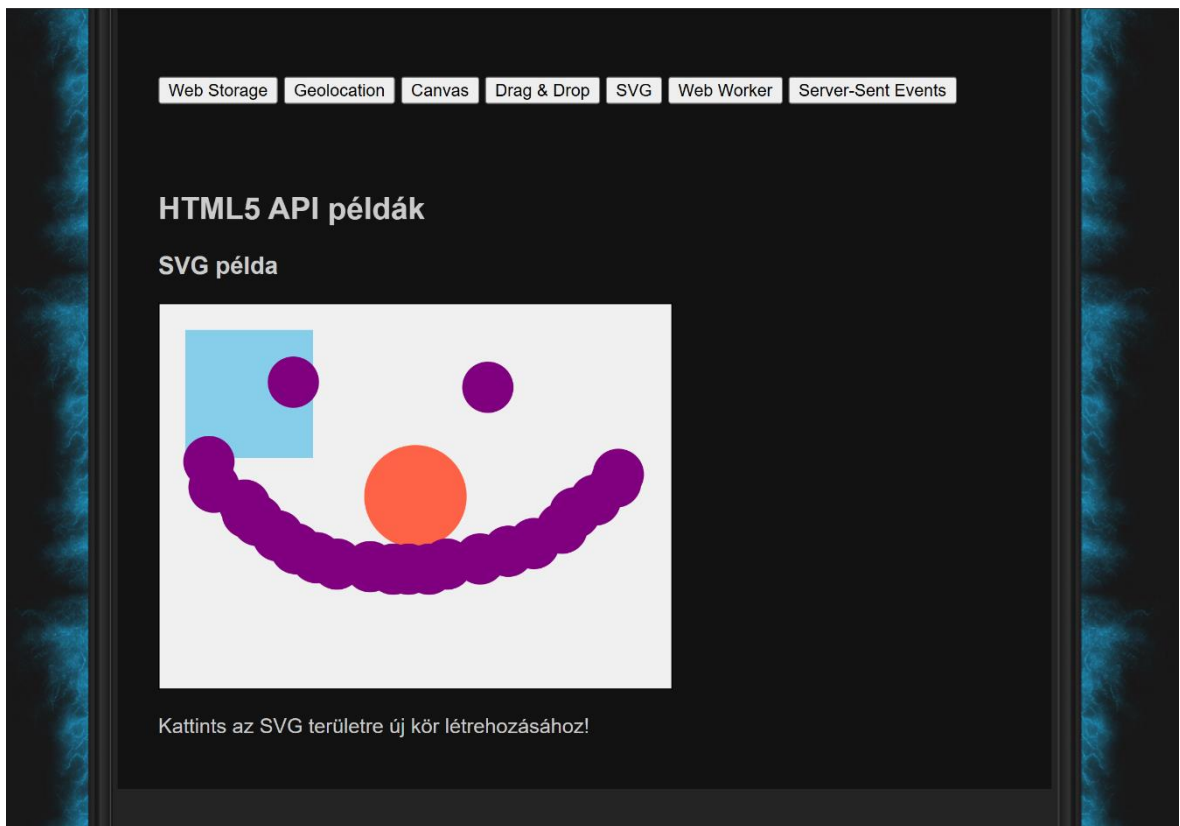 Web Storage Geolocation Canvas Drag & Drop SVG Web Worker Server-Sent Events
HTML5 API példák
SVG példa
Kattints az SVG területre új kör létrehozásához!